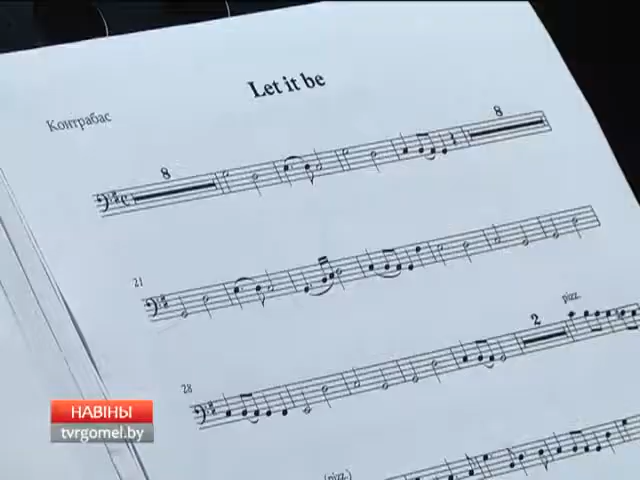 Let it be
Контрабас
8
8
21
2
pizz.
28
(pizz.)
НАВІНЫ
tvrgomel.by